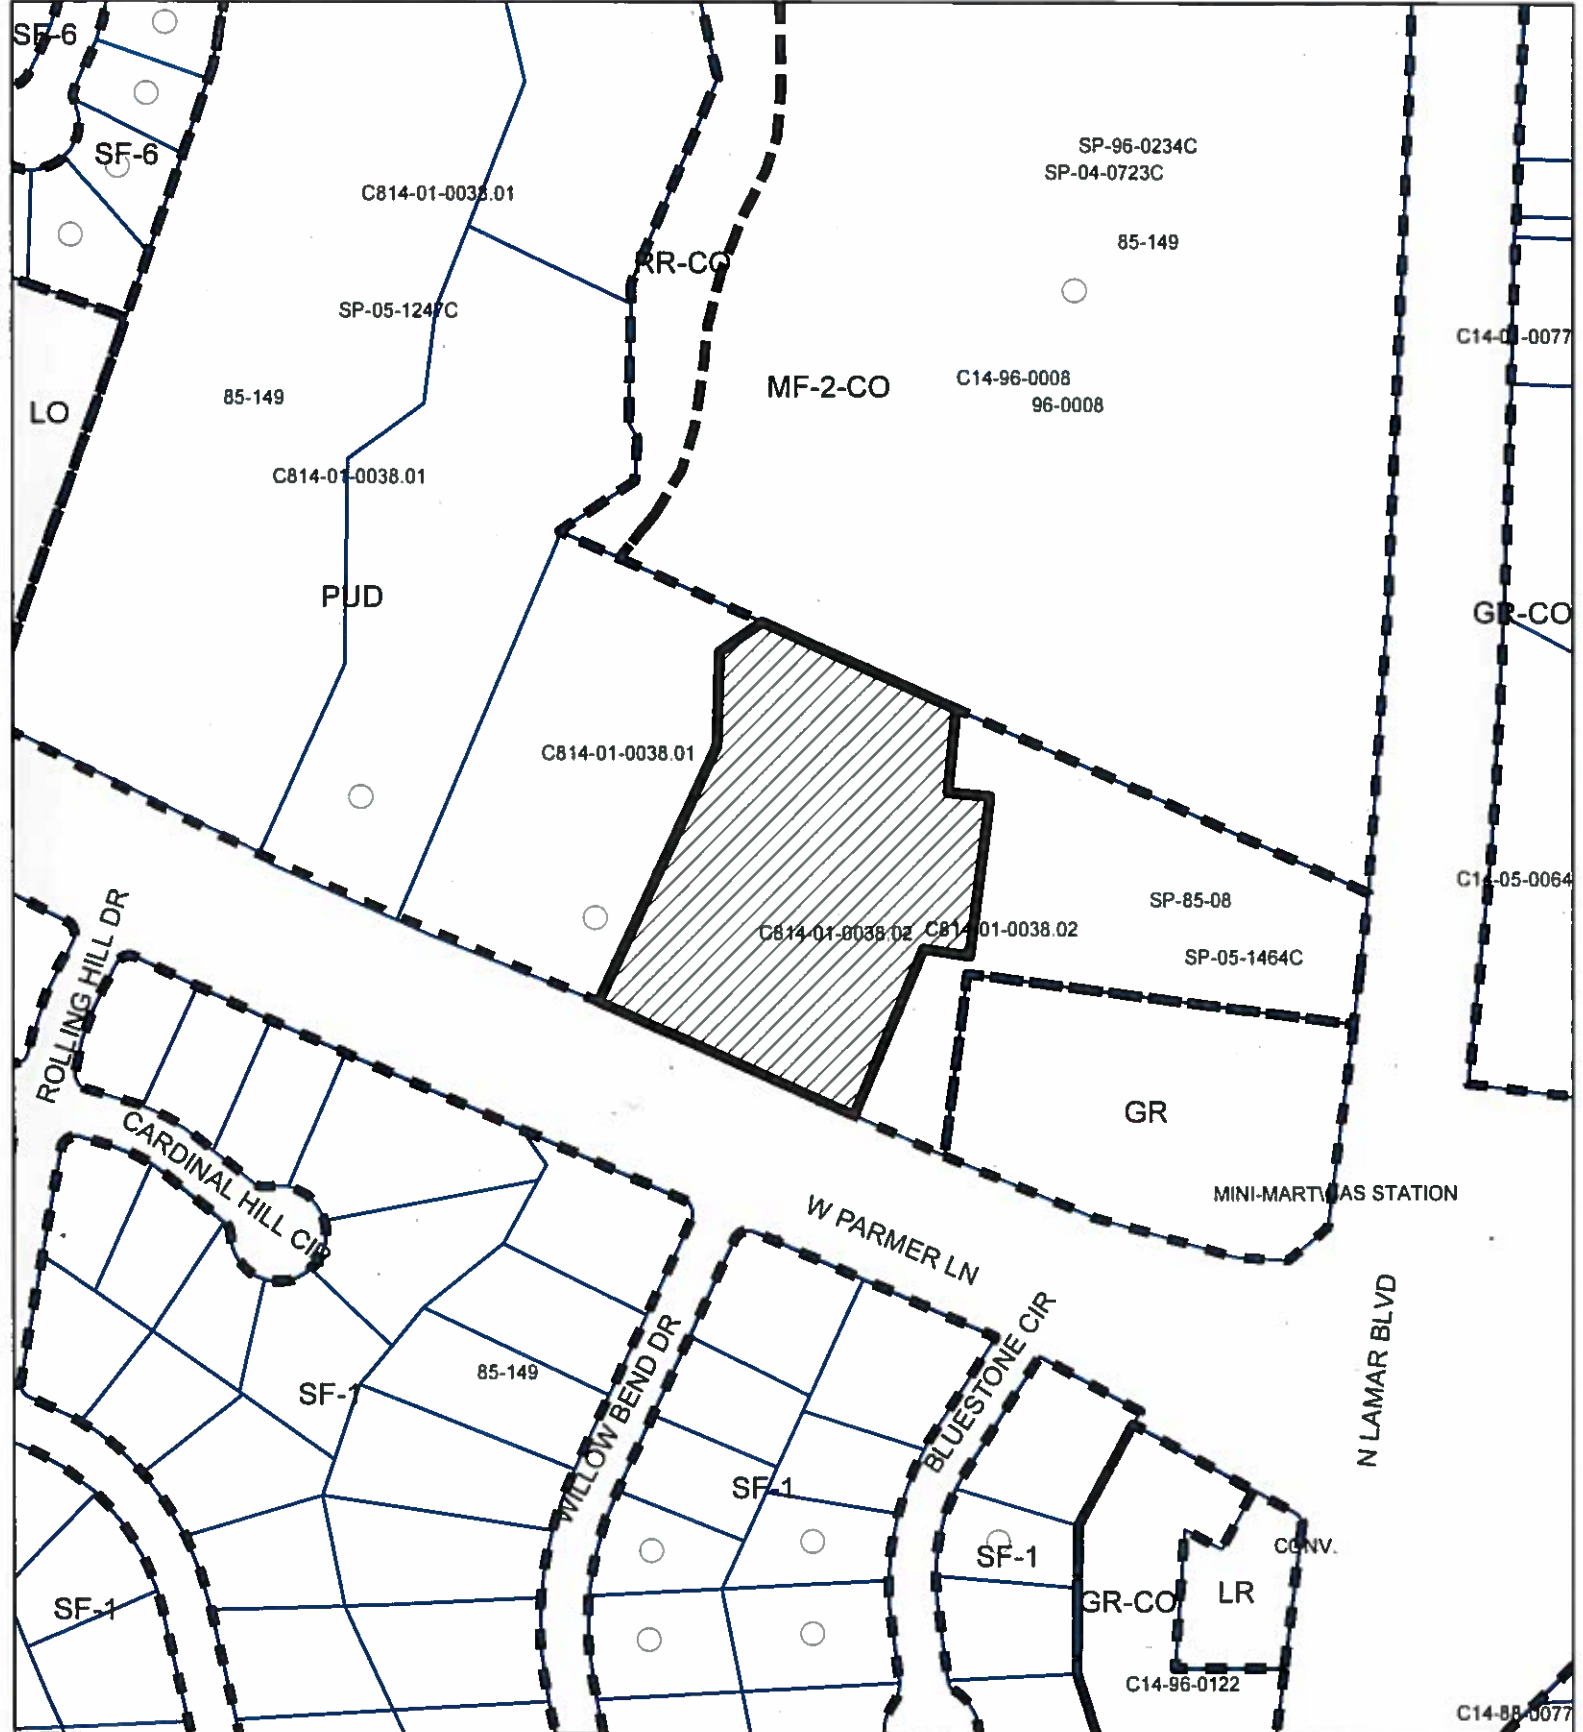 SF-6
SF-6
SP-96-0234C
SP-04-0723C
C814-01-0038.01
85-149
RR-CO
SP-05-1247C
MF-2-CO
C14-96-0008
96-0008
85-149
LO
C814-01-0038.01
PUD
GR-CO
C814-01-0038.01
C14-05-0064
SP-85-08
C814-01-0038.02
C814-01-0038.02
SP-05-1464C
ROLLING HILL DR
GR
CARDINAL HILL CIR
MINI-MART\GAS STATION
W PARMER LN
N LAMAR BLVD
BLUESTONE CIR
WILLOW BEND DR
85-149
SF-1
SF-1
SF-1
CONV.
LR
GR-CO
SF-1
C14-96-0122
C14-88-0077